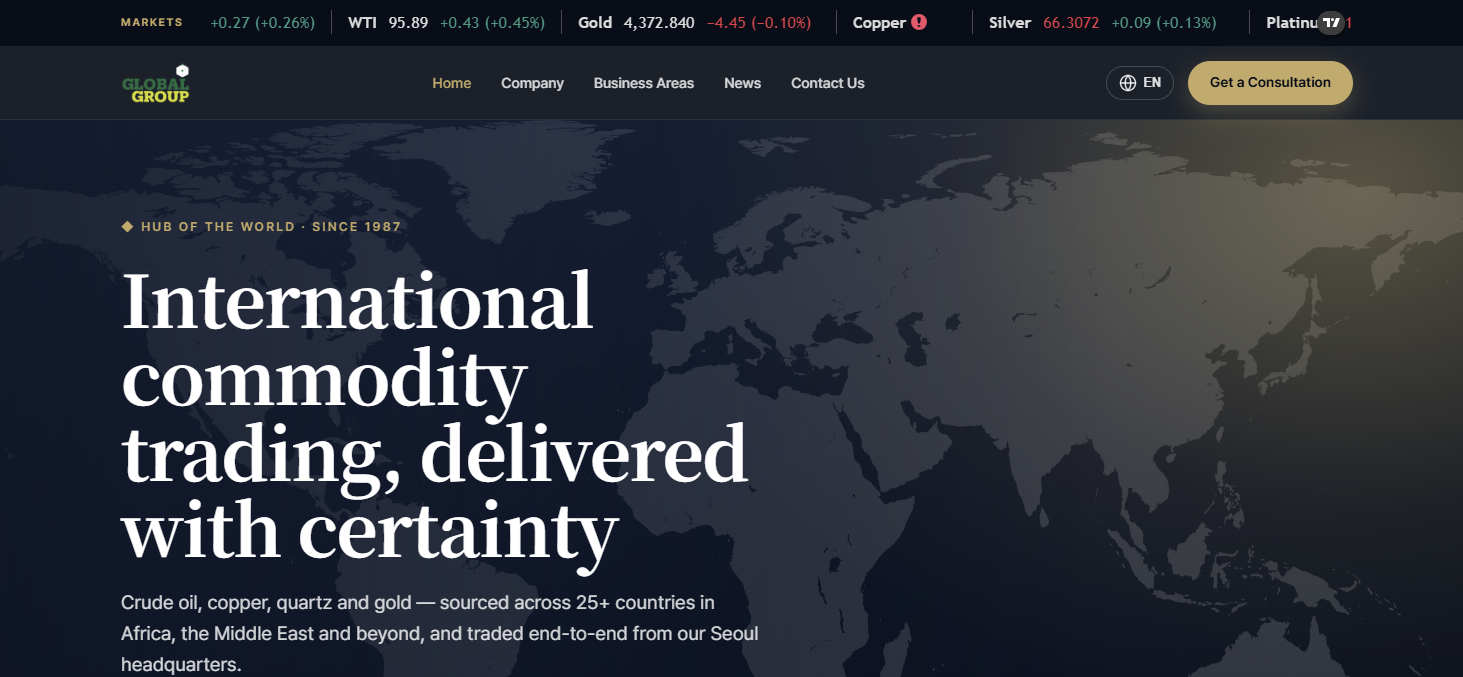 MARKETS +0.27 (+0.26%) WTI 95.89 +0.43 (+0.45%) Gold 4,372.840 −4.45 (−0.10%) Copper Silver 66.3072 +0.09 (+0.13%)
GLOBAL
GROUP
Home Company Business Areas News Contact Us EN Get a Consultation
◆ HUB OF THE WORLD · SINCE 1987
International
commodity
trading, delivered
with certainty
Crude oil, copper, quartz and gold — sourced across 25+ countries in
Africa, the Middle East and beyond, and traded end-to-end from our Seoul
headquarters.